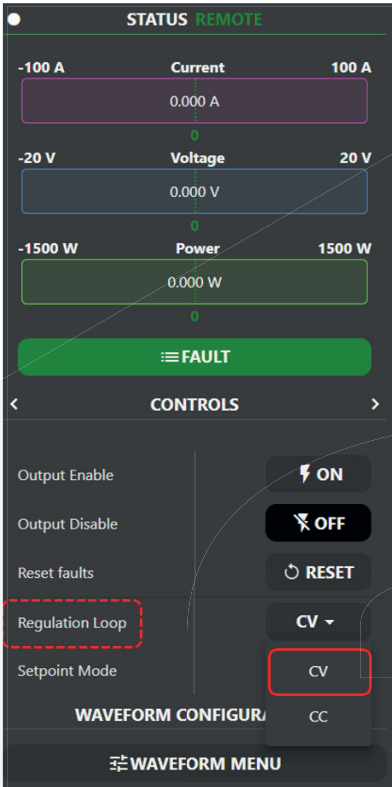 STATUS REMOTE
-100 A Current 100 A
0.000 A
0
-20 V Voltage 20 V
0.000 V
0
-1500 W Power 1500 W
0.000 W
0
FAULT
CONTROLS
Output Enable ON
Output Disable OFF
Reset faults RESET
Regulation Loop CV
Setpoint Mode CV
WAVEFORM CONFIGURA CC
WAVEFORM MENU